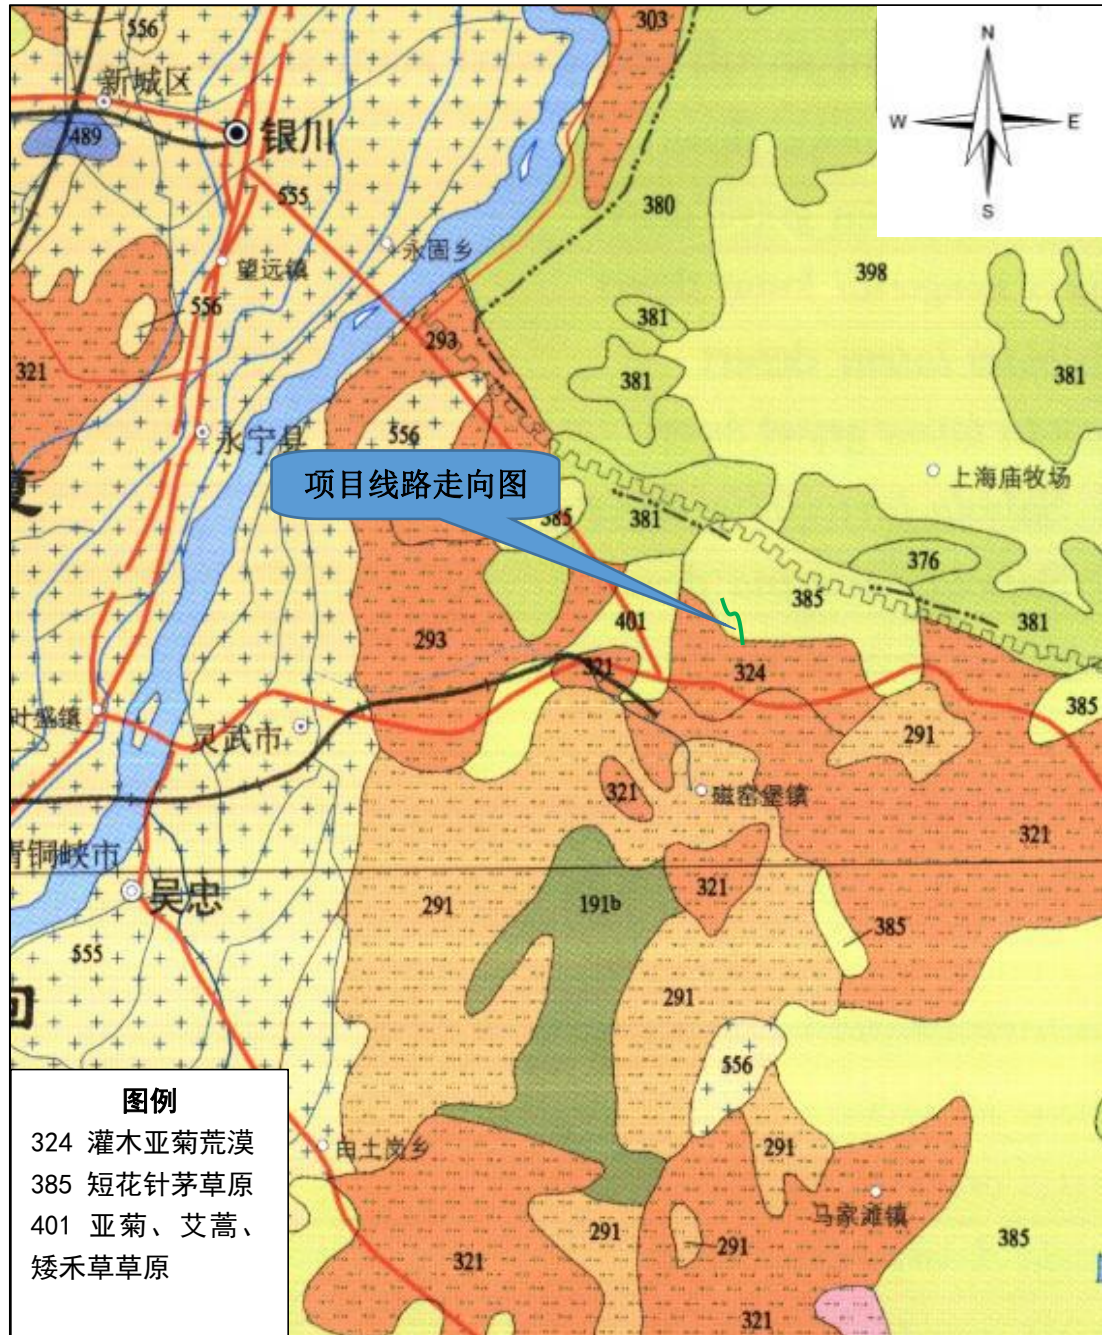 556
303
N
W
E
S
新城区
489
银川
555
380
永固乡
398
望远镇
556
381
293
321
381
381
永宁县
556
项目线路走向图
上海庙牧场
385
381
376
385
401
381
293
321
324
385
叶盛镇
灵武市
291
321
磁窑堡镇
321
青铜峡市
吴忠
291
191b
321
385
555
291
回
556
图例
324 灌木亚菊荒漠
385 短花针茅草原
401 亚菊、艾蒿、
矮禾草草原
白土岗乡
291
马家滩镇
291
291
385
321
321